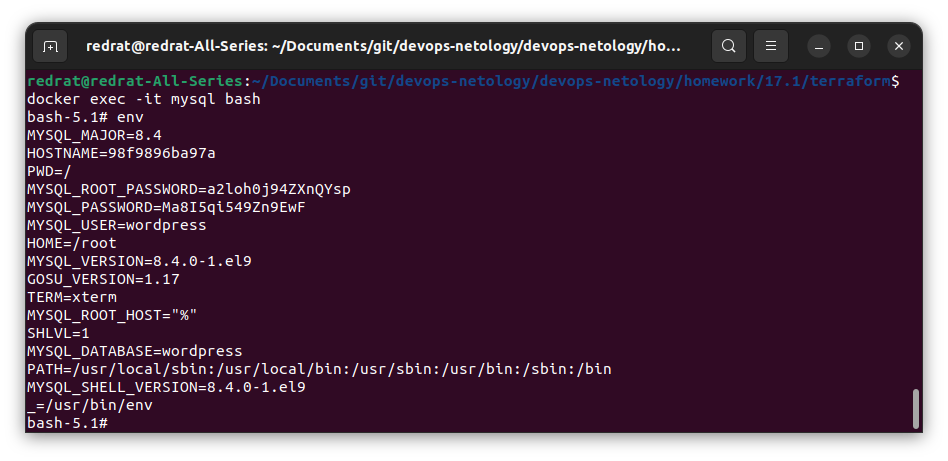 redrat@redrat-All-Series: ~/Documents/git/devops-netology/devops-netology/ho...
redrat@redrat-All-Series:~/Documents/git/devops-netology/devops-netology/homework/17.1/terraform$
docker exec -it mysql bash
bash-5.1# env
MYSQL_MAJOR=8.4
HOSTNAME=98f9896ba97a
PWD=/
MYSQL_ROOT_PASSWORD=a2loh0j94ZXnQYsp
MYSQL_PASSWORD=Ma8I5qi549Zn9EwF
MYSQL_USER=wordpress
HOME=/root
MYSQL_VERSION=8.4.0-1.el9
GOSU_VERSION=1.17
TERM=xterm
MYSQL_ROOT_HOST="%"
SHLVL=1
MYSQL_DATABASE=wordpress
PATH=/usr/local/sbin:/usr/local/bin:/usr/sbin:/usr/bin:/sbin:/bin
MYSQL_SHELL_VERSION=8.4.0-1.el9
_=/usr/bin/env
bash-5.1#